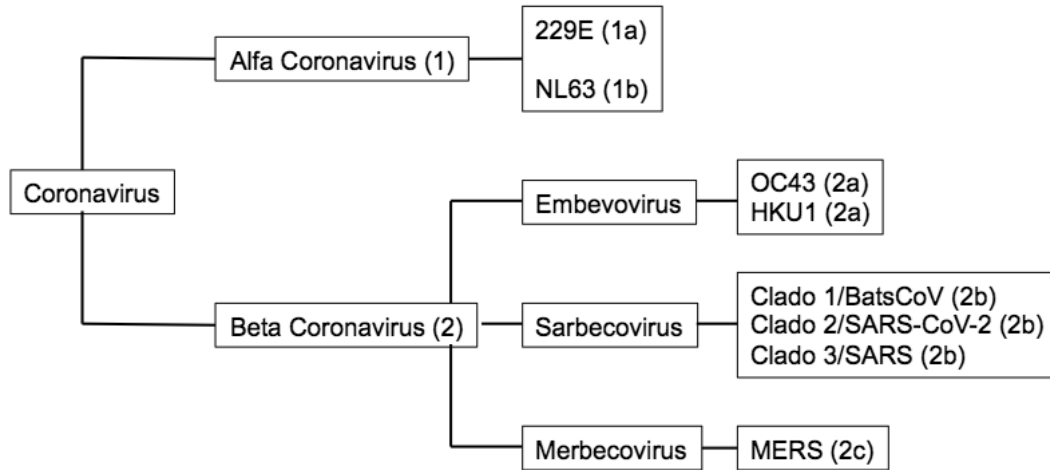 229E (1a)
Alfa Coronavirus (1)
NL63 (1b)
Coronavirus
OC43 (2a)
Embevovirus
HKU1 (2a)
Clado 1/BatsCoV (2b)
Beta Coronavirus (2)
Sarbecovirus
Clado 2/SARS-CoV-2 (2b)
Clado 3/SARS (2b)
Merbecovirus
MERS (2c)